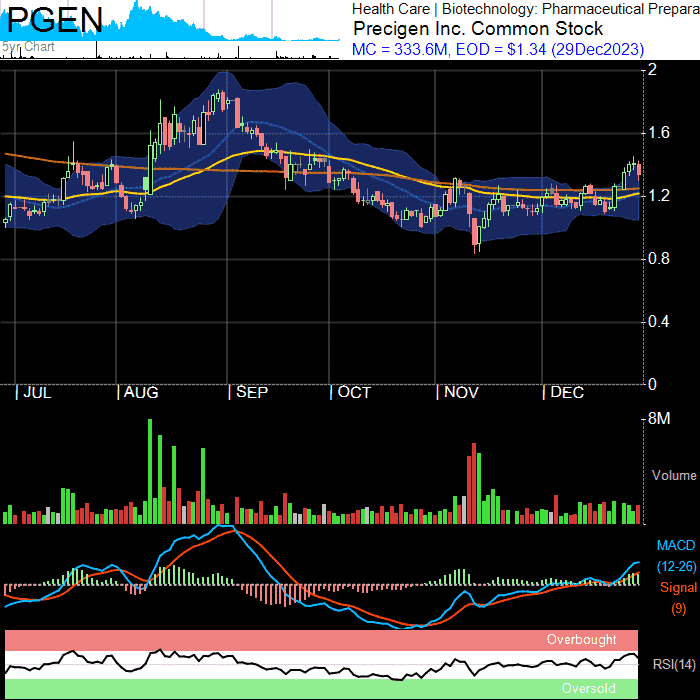 PGEN
Health Care | Biotechnology: Pharmaceutical Prepara
Precigen Inc. Common Stock
5yr Chart
MC = 333.6M, EOD = $1.34 (29Dec2023)
2
1.6
1.2
0.8
0.4
0
JUL AUG SEP OCT NOV DEC
8M
Volume
MACD
(12-26)
Signal
(9)
Overbought
RSI(14)
Oversold